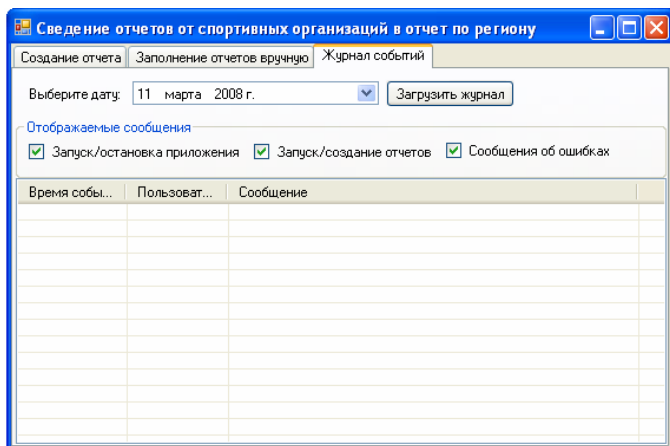 Сведение отчетов от спортивных организаций в отчет по региону
Создание отчета Заполнение отчетов вручную Журнал событий
Выберите дату: 11 марта 2008 г. Загрузить журнал
Отображаемые сообщения
Запуск/остановка приложения Запуск/создание отчетов Сообщения об ошибках
Время собы... Пользоват... Сообщение